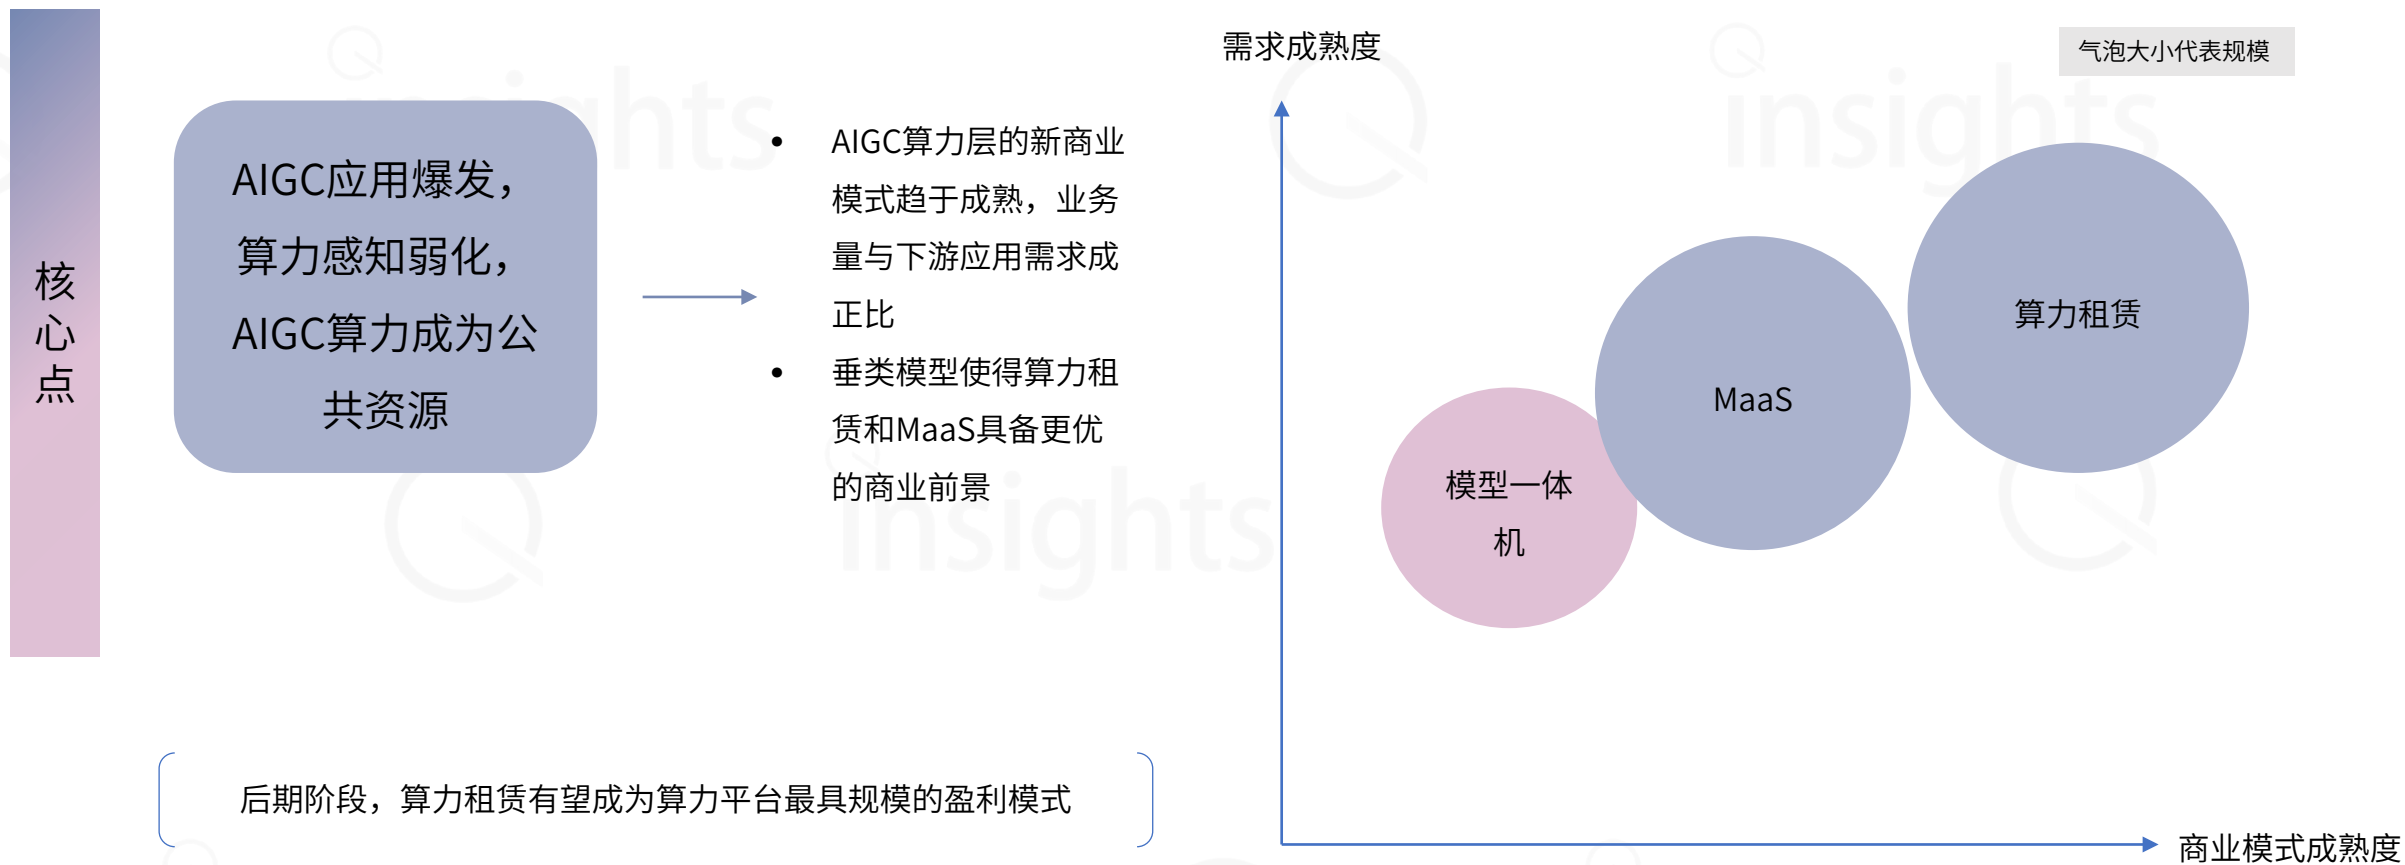 核
心
点
AIGC应用爆发，
算力感知弱化，
AIGC算力成为公
共资源
• AIGC算力层的新商业
模式趋于成熟，业务
量与下游应用需求成
正比
• 垂类模型使得算力租
赁和MaaS具备更优
的商业前景
后期阶段，算力租赁有望成为算力平台最具规模的盈利模式
需求成熟度
气泡大小代表规模
算力租赁
MaaS
模型一体
机
商业模式成熟度
insights
insights
insights